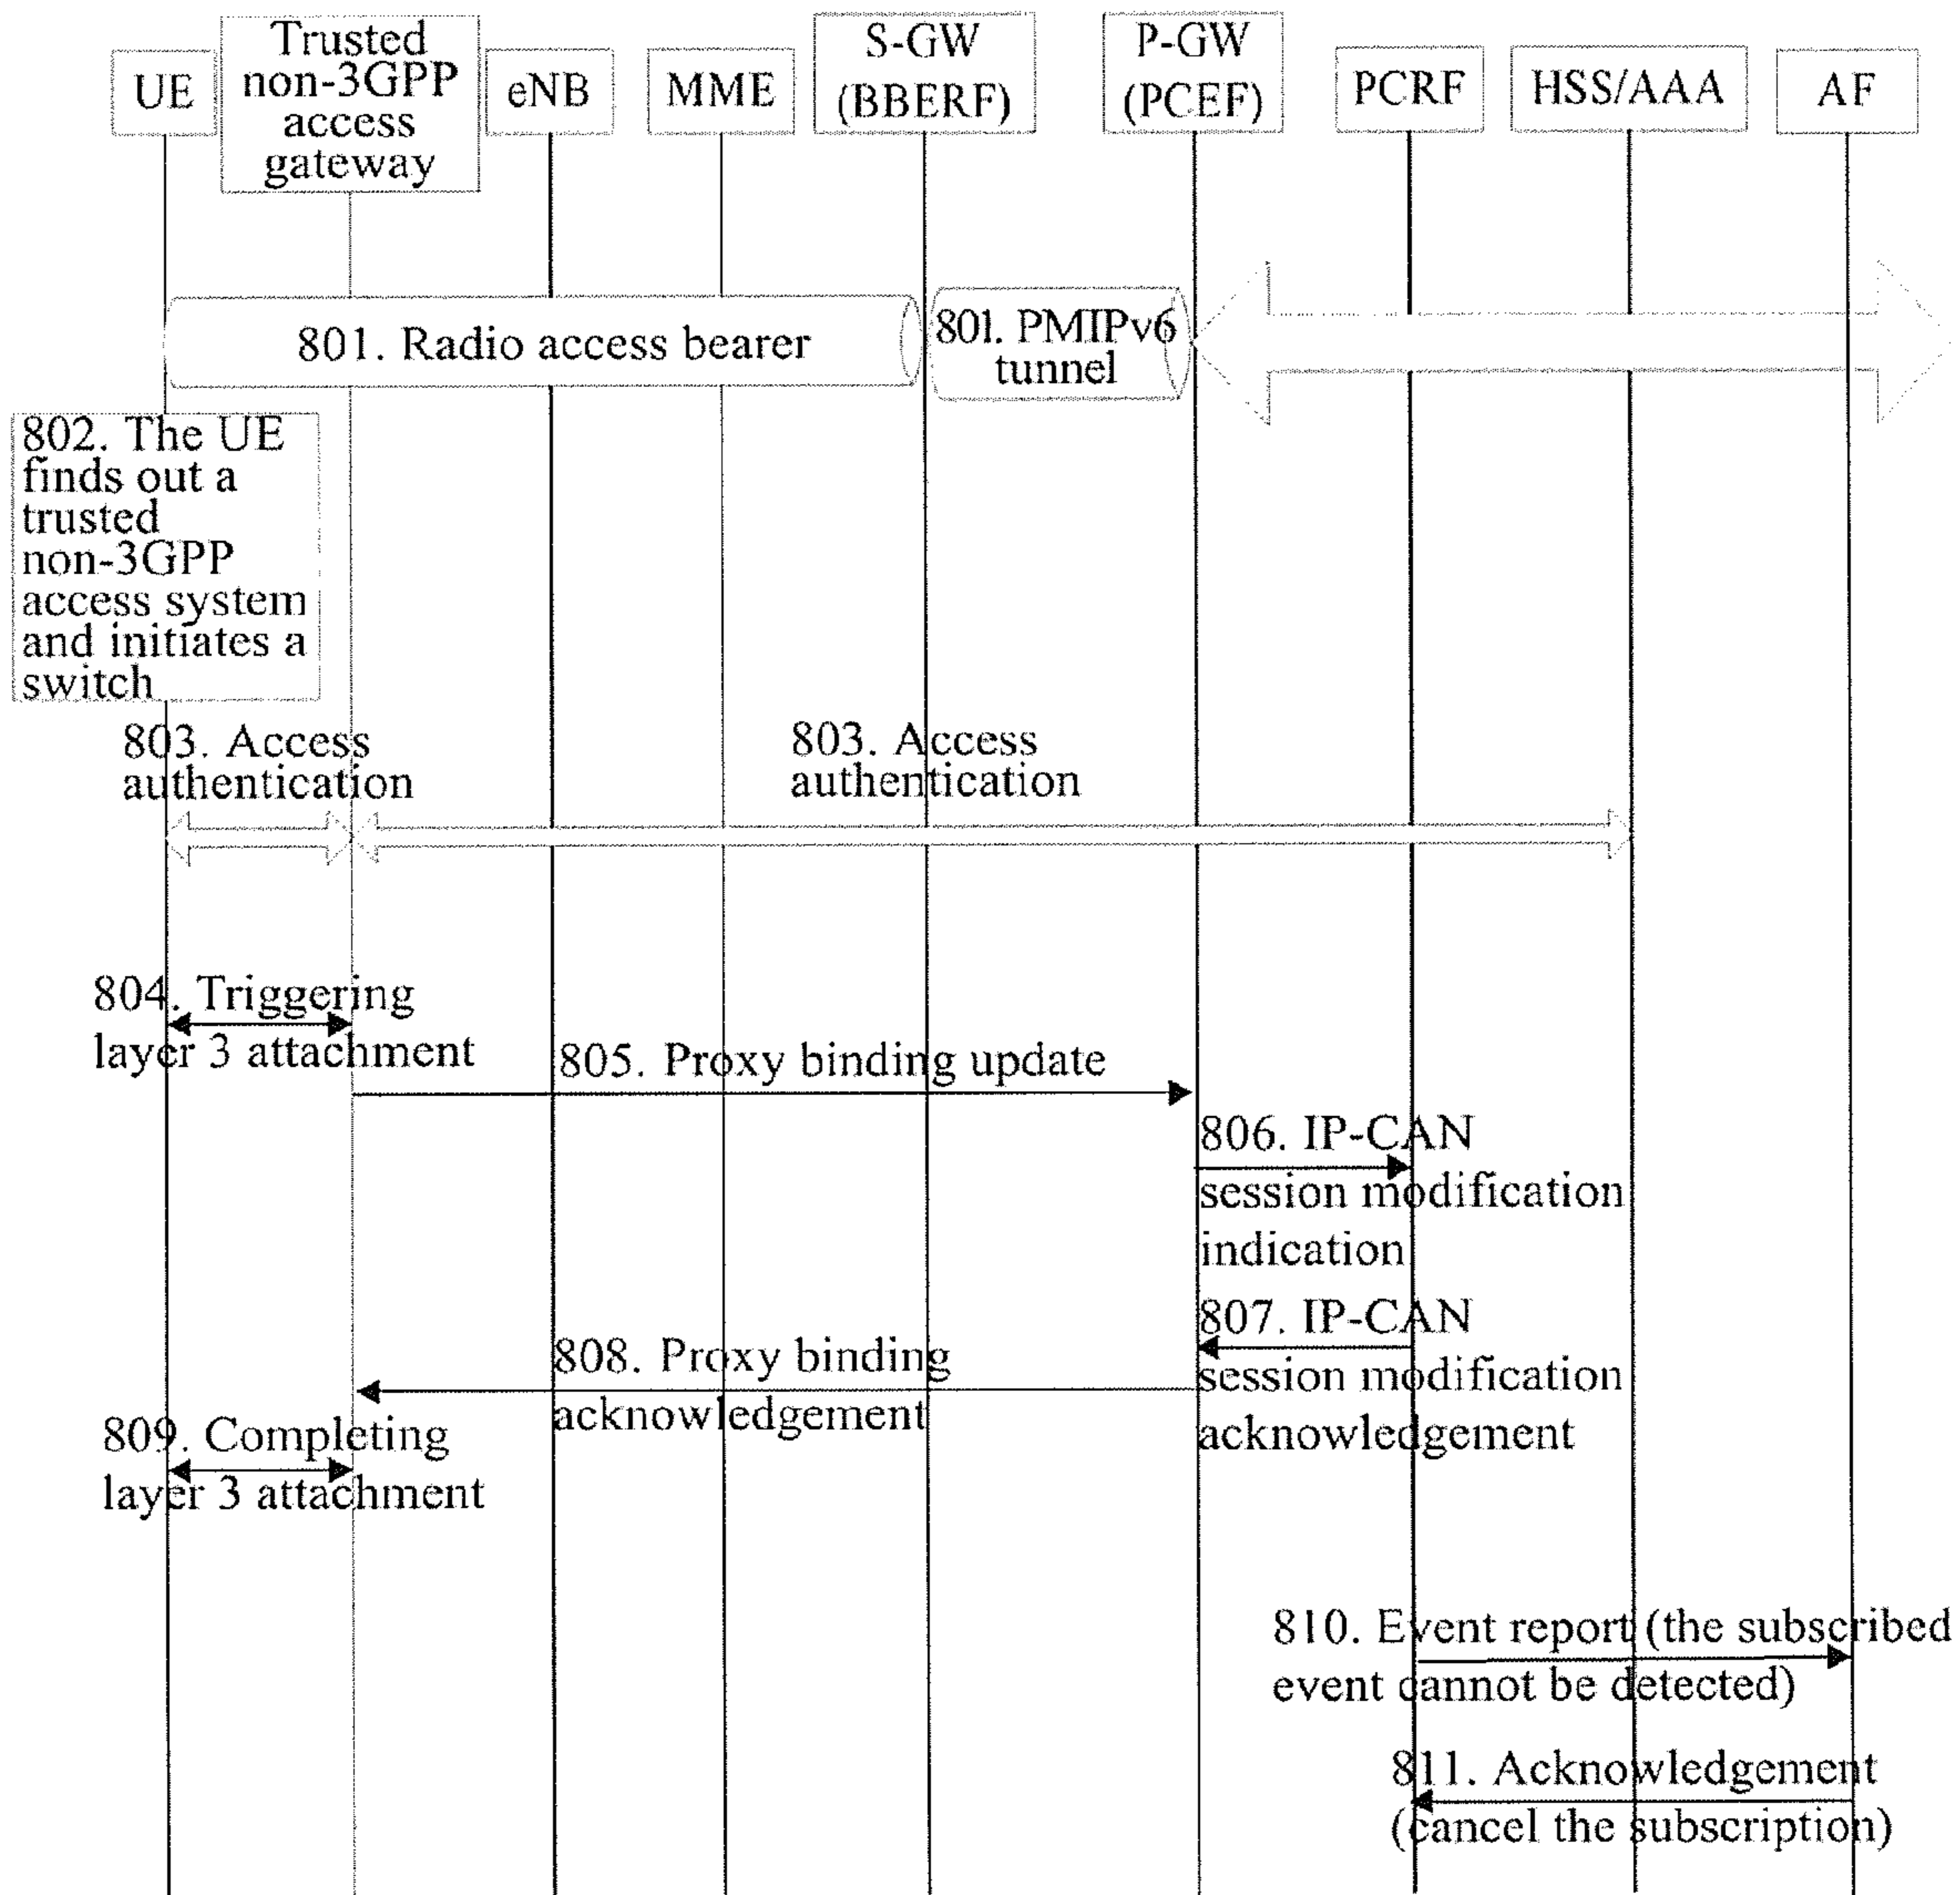 UE
Trusted
non-3GPP
access
gateway
eNB
MME
S-GW
(BBERF)
P-GW
(PCEF)
PCRF
HSS/AAA
AF
801. Radio access bearer
801. PMIPv6
tunnel
802. The UE
finds out a
trusted
non-3GPP
access system
and initiates a
switch
803. Access
authentication
803. Access
authentication
804. Triggering
layer 3 attachment
805. Proxy binding update
806. IP-CAN
session modification
indication
807. IP-CAN
session modification
acknowledgement
808. Proxy binding
acknowledgement
809. Completing
layer 3 attachment
810. Event report (the subscribed
event cannot be detected)
811. Acknowledgement
(cancel the subscription)